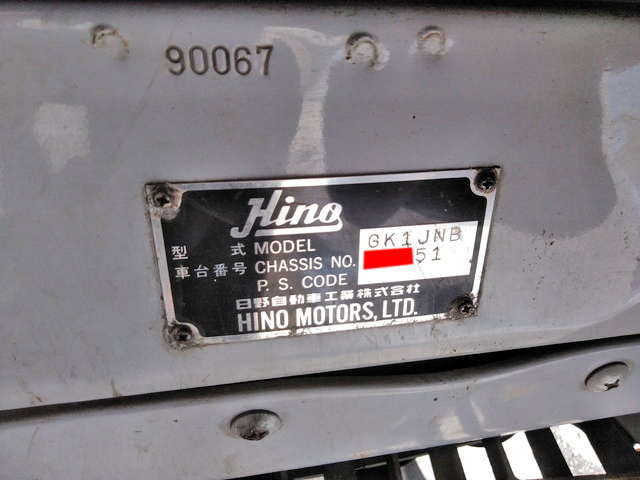 90067
Hino
型 式 MODEL GK1JNB
車台番号 CHASSIS NO. 51
P. S. CODE
日野自動車工業株式会社
HINO MOTORS, LTD.